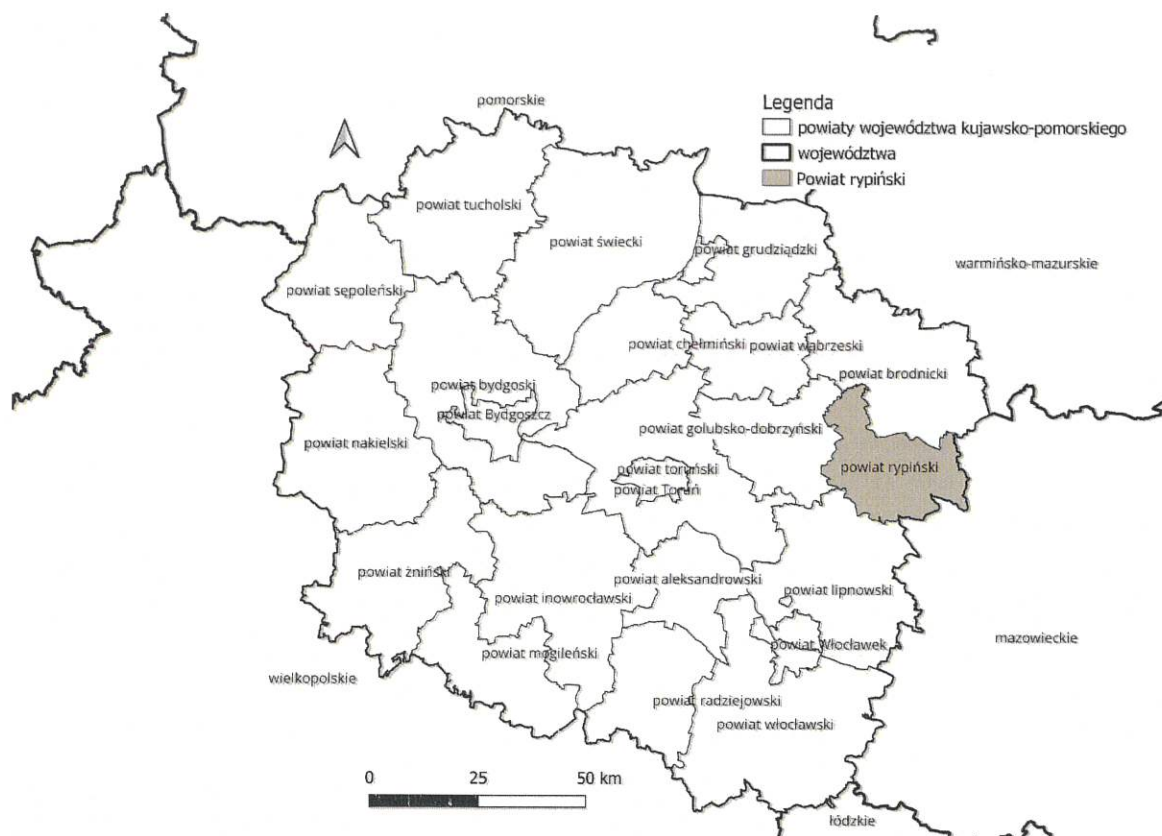 pomorskie
Legenda
powiaty województwa kujawsko-pomorskiego
województwa
Powiat rypiński
powiat tucholski
powiat świecki
powiat grudziądzki
warmińsko-mazurskie
powiat sępoleński
powiat chełmiński
powiat wąbrzeski
powiat brodnicki
powiat bydgoski
powiat Bydgoszcz
powiat golubsko-dobrzyński
powiat nakielski
powiat toruński
powiat rypiński
powiat Toruń
powiat żniński
powiat aleksandrowski
powiat lipnowski
powiat inowrocławski
mazowieckie
powiat Włocławek
powiat mogileński
wielkopolskie
powiat radziejowski
powiat włocławski
0 25 50 km
łódzkie